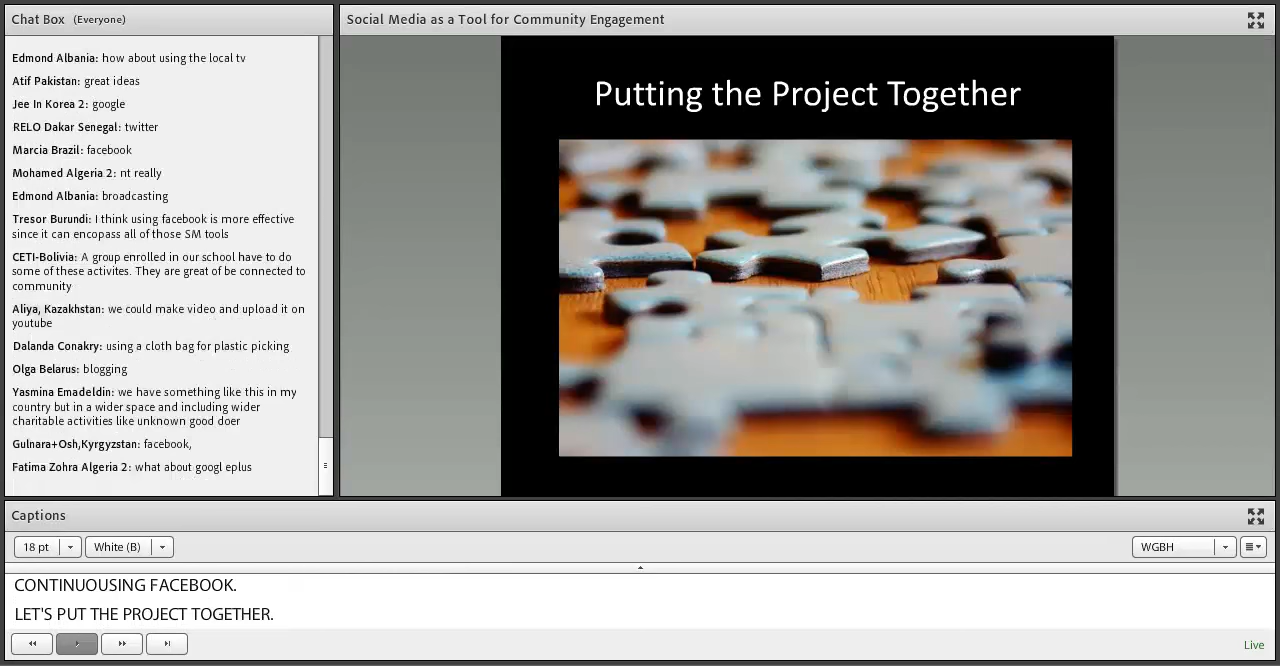 Chat Box (Everyone)
Edmond Albania: how about using the local tv
Atif Pakistan: great ideas
Jee In Korea 2: google
RELO Dakar Senegal: twitter
Marcia Brazil: facebook
Mohamed Algeria 2: nt really
Edmond Albania: broadcasting
Tresor Burundi: I think using facebook is more effective
since it can encopass all of those SM tools
CETI-Bolivia: A group enrolled in our school have to do
some of these activites. They are great of be connected to
community
Aliya, Kazakhstan: we could make video and upload it on
youtube
Dalanda Conakry: using a cloth bag for plastic picking
Olga Belarus: blogging
Yasmina Emadeldin: we have something like this in my
country but in a wider space and including wider
charitable activities like unknown good doer
Gulnara+Osh,Kyrgyzstan: facebook,
Fatima Zohra Algeria 2: what about googl eplus
Social Media as a Tool for Community Engagement
Putting the Project Together
Captions
18 pt
White (B)
WGBH
CONTINUOUSING FACEBOOK.
LET'S PUT THE PROJECT TOGETHER.
Live